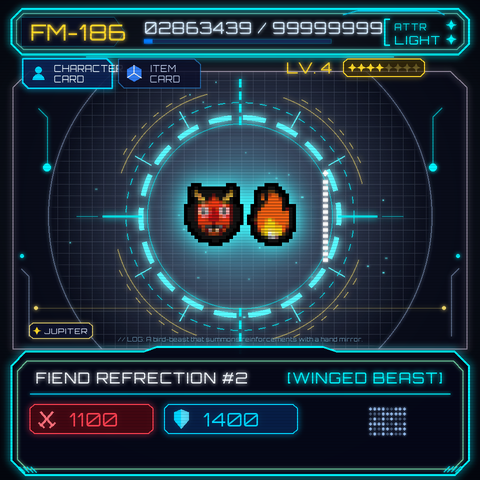 FM-186
02863439 / 99999999
ATTR
LIGHT
CHARACTER
CARD
ITEM
CARD
LV. 4
JUPITER
// LOG: A bird-beast that summons reinforcements with a hand mirror.
FIEND REFRECTION #2
[WINGED BEAST]
1100
1400